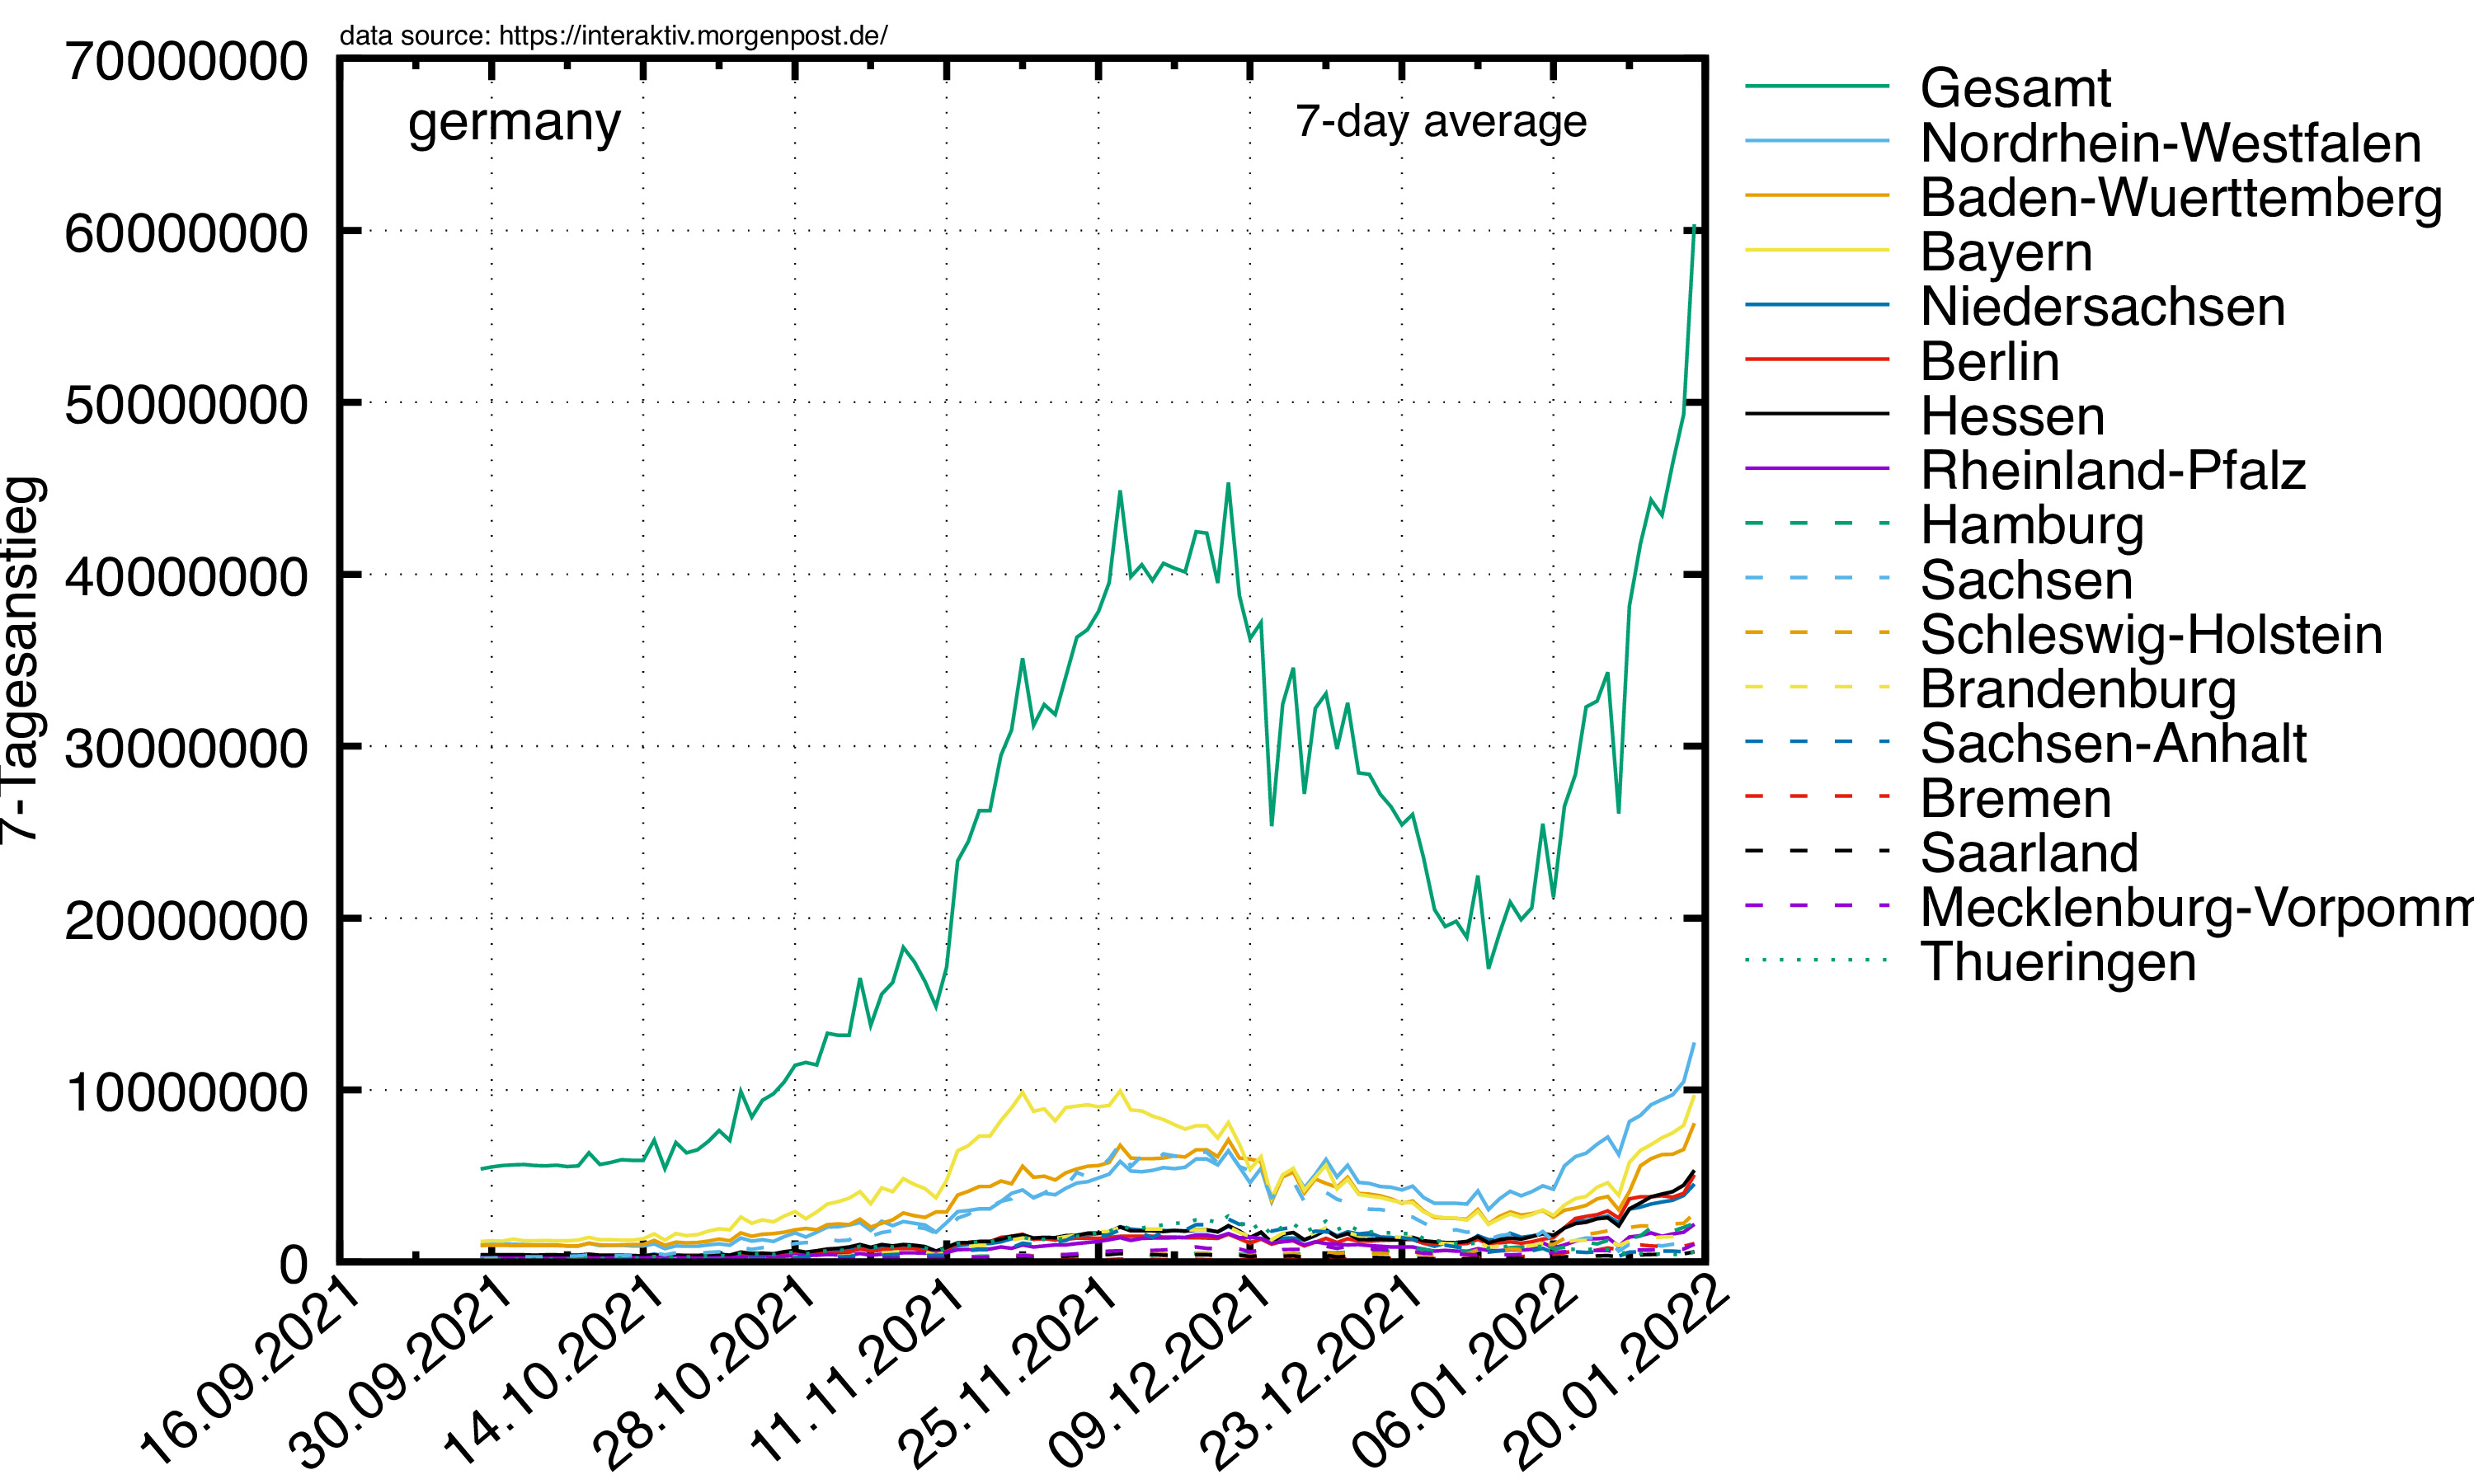 data source: https://interaktiv.morgenpost.de/
germany
7-day average
7-Tagesanstieg
70000000
60000000
50000000
40000000
30000000
20000000
10000000
0
16.09.2021
30.09.2021
14.10.2021
28.10.2021
11.11.2021
25.11.2021
09.12.2021
23.12.2021
06.01.2022
20.01.2022
Gesamt
Nordrhein-Westfalen
Baden-Wuerttemberg
Bayern
Niedersachsen
Berlin
Hessen
Rheinland-Pfalz
Hamburg
Sachsen
Schleswig-Holstein
Brandenburg
Sachsen-Anhalt
Bremen
Saarland
Mecklenburg-Vorpomm
Thueringen